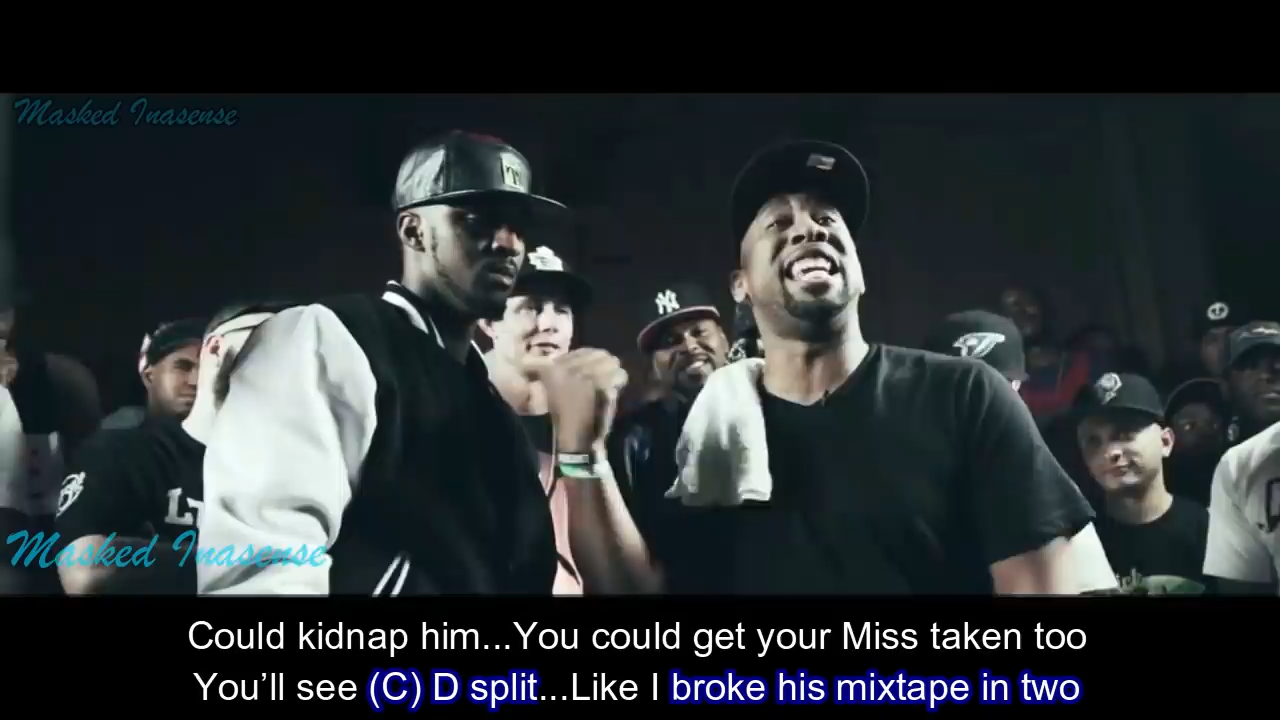 Masked Inasense
NY
Masked Inasense
Could kidnap him...You could get your Miss taken too
You’ll see (C) D split...Like I broke his mixtape in two